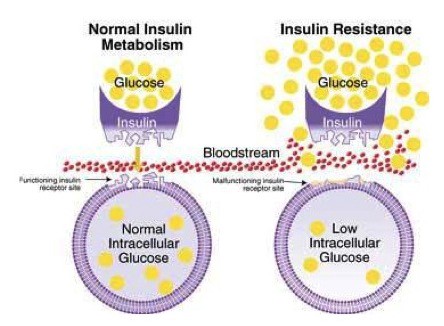 Normal Insulin
Metabolism
Insulin Resistance
Glucose
Insulin
Glucose
Insulin
Bloodstream
Functioning insulin
receptor site
Malfunctioning insulin
receptor site
Normal
Intracellular
Glucose
Low
Intracellular
Glucose